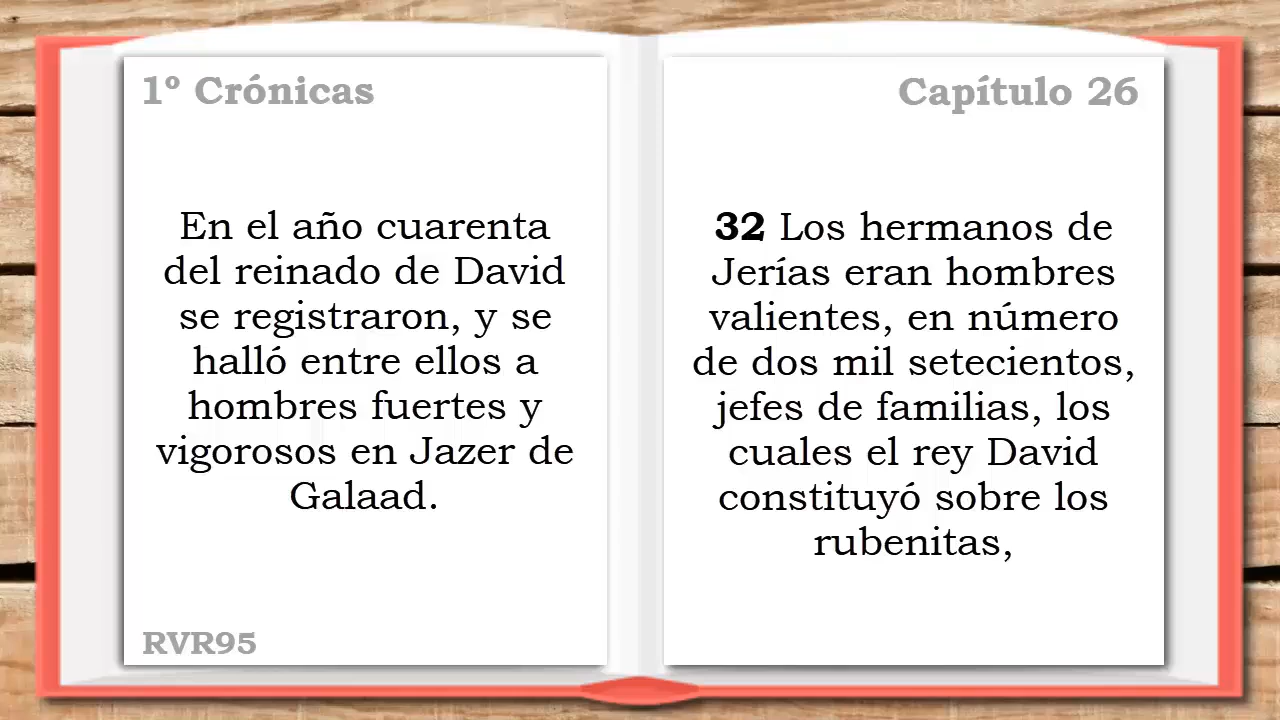 1º Crónicas
En el año cuarenta
del reinado de David
se registraron, y se
halló entre ellos a
hombres fuertes y
vigorosos en Jazer de
Galaad.
RVR95
Capítulo 26
32 Los hermanos de
Jerías eran hombres
valientes, en número
de dos mil setecientos,
jefes de familias, los
cuales el rey David
constituyó sobre los
rubenitas,